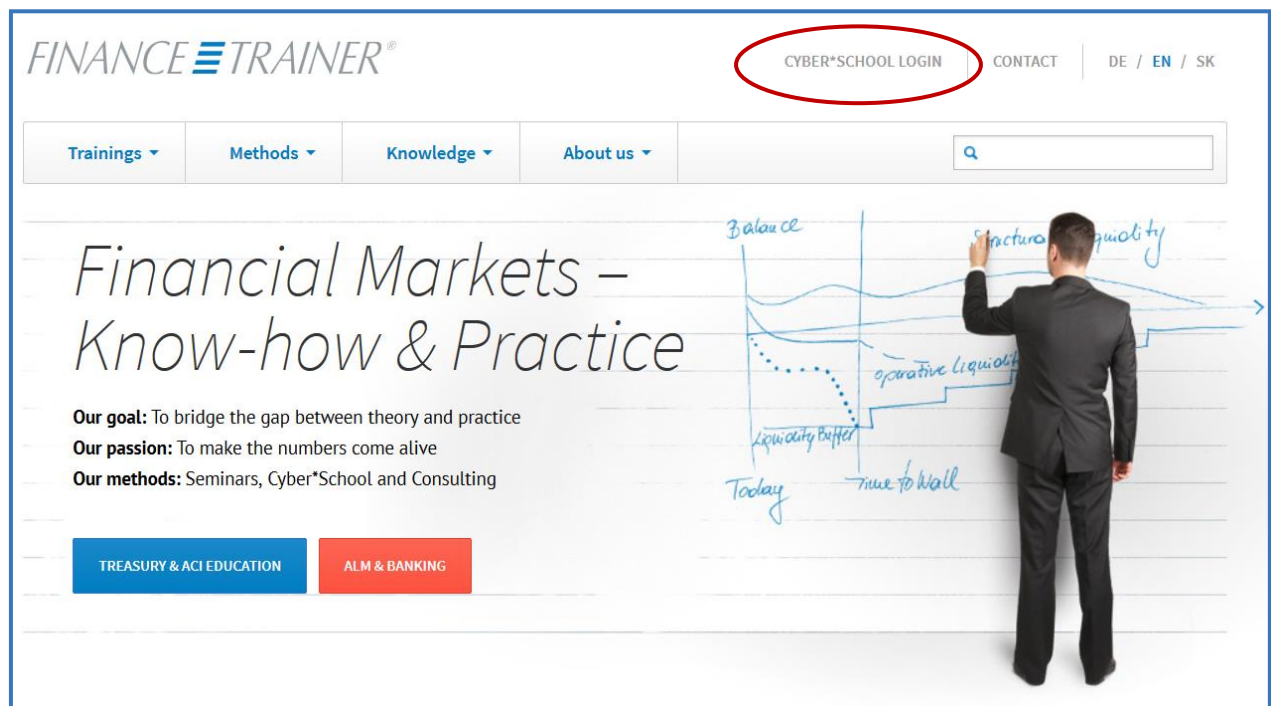 FINANCE TRAINER®
CYBER*SCHOOL LOGIN
CONTACT
DE / EN / SK
Trainings
Methods
Knowledge
About us
Financial Markets –
Know-how & Practice
Our goal: To bridge the gap between theory and practice
Our passion: To make the numbers come alive
Our methods: Seminars, Cyber*School and Consulting
TREASURY & ACI EDUCATION
ALM & BANKING
Balance
operative
Liquidity Buffer
Today
Time to Wall